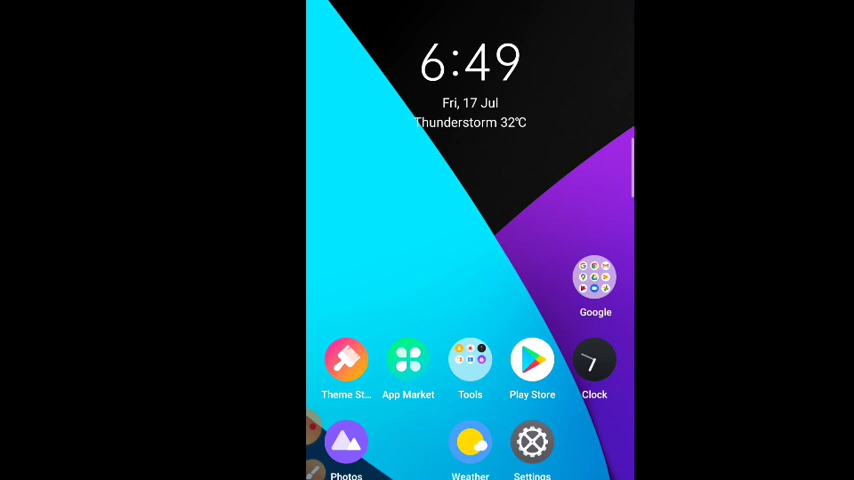 6:49
Fri, 17 Jul
Thunderstorm 32℃
Google
Theme St...
App Market
Tools
Play Store
Clock
Photos
Weather
Settings